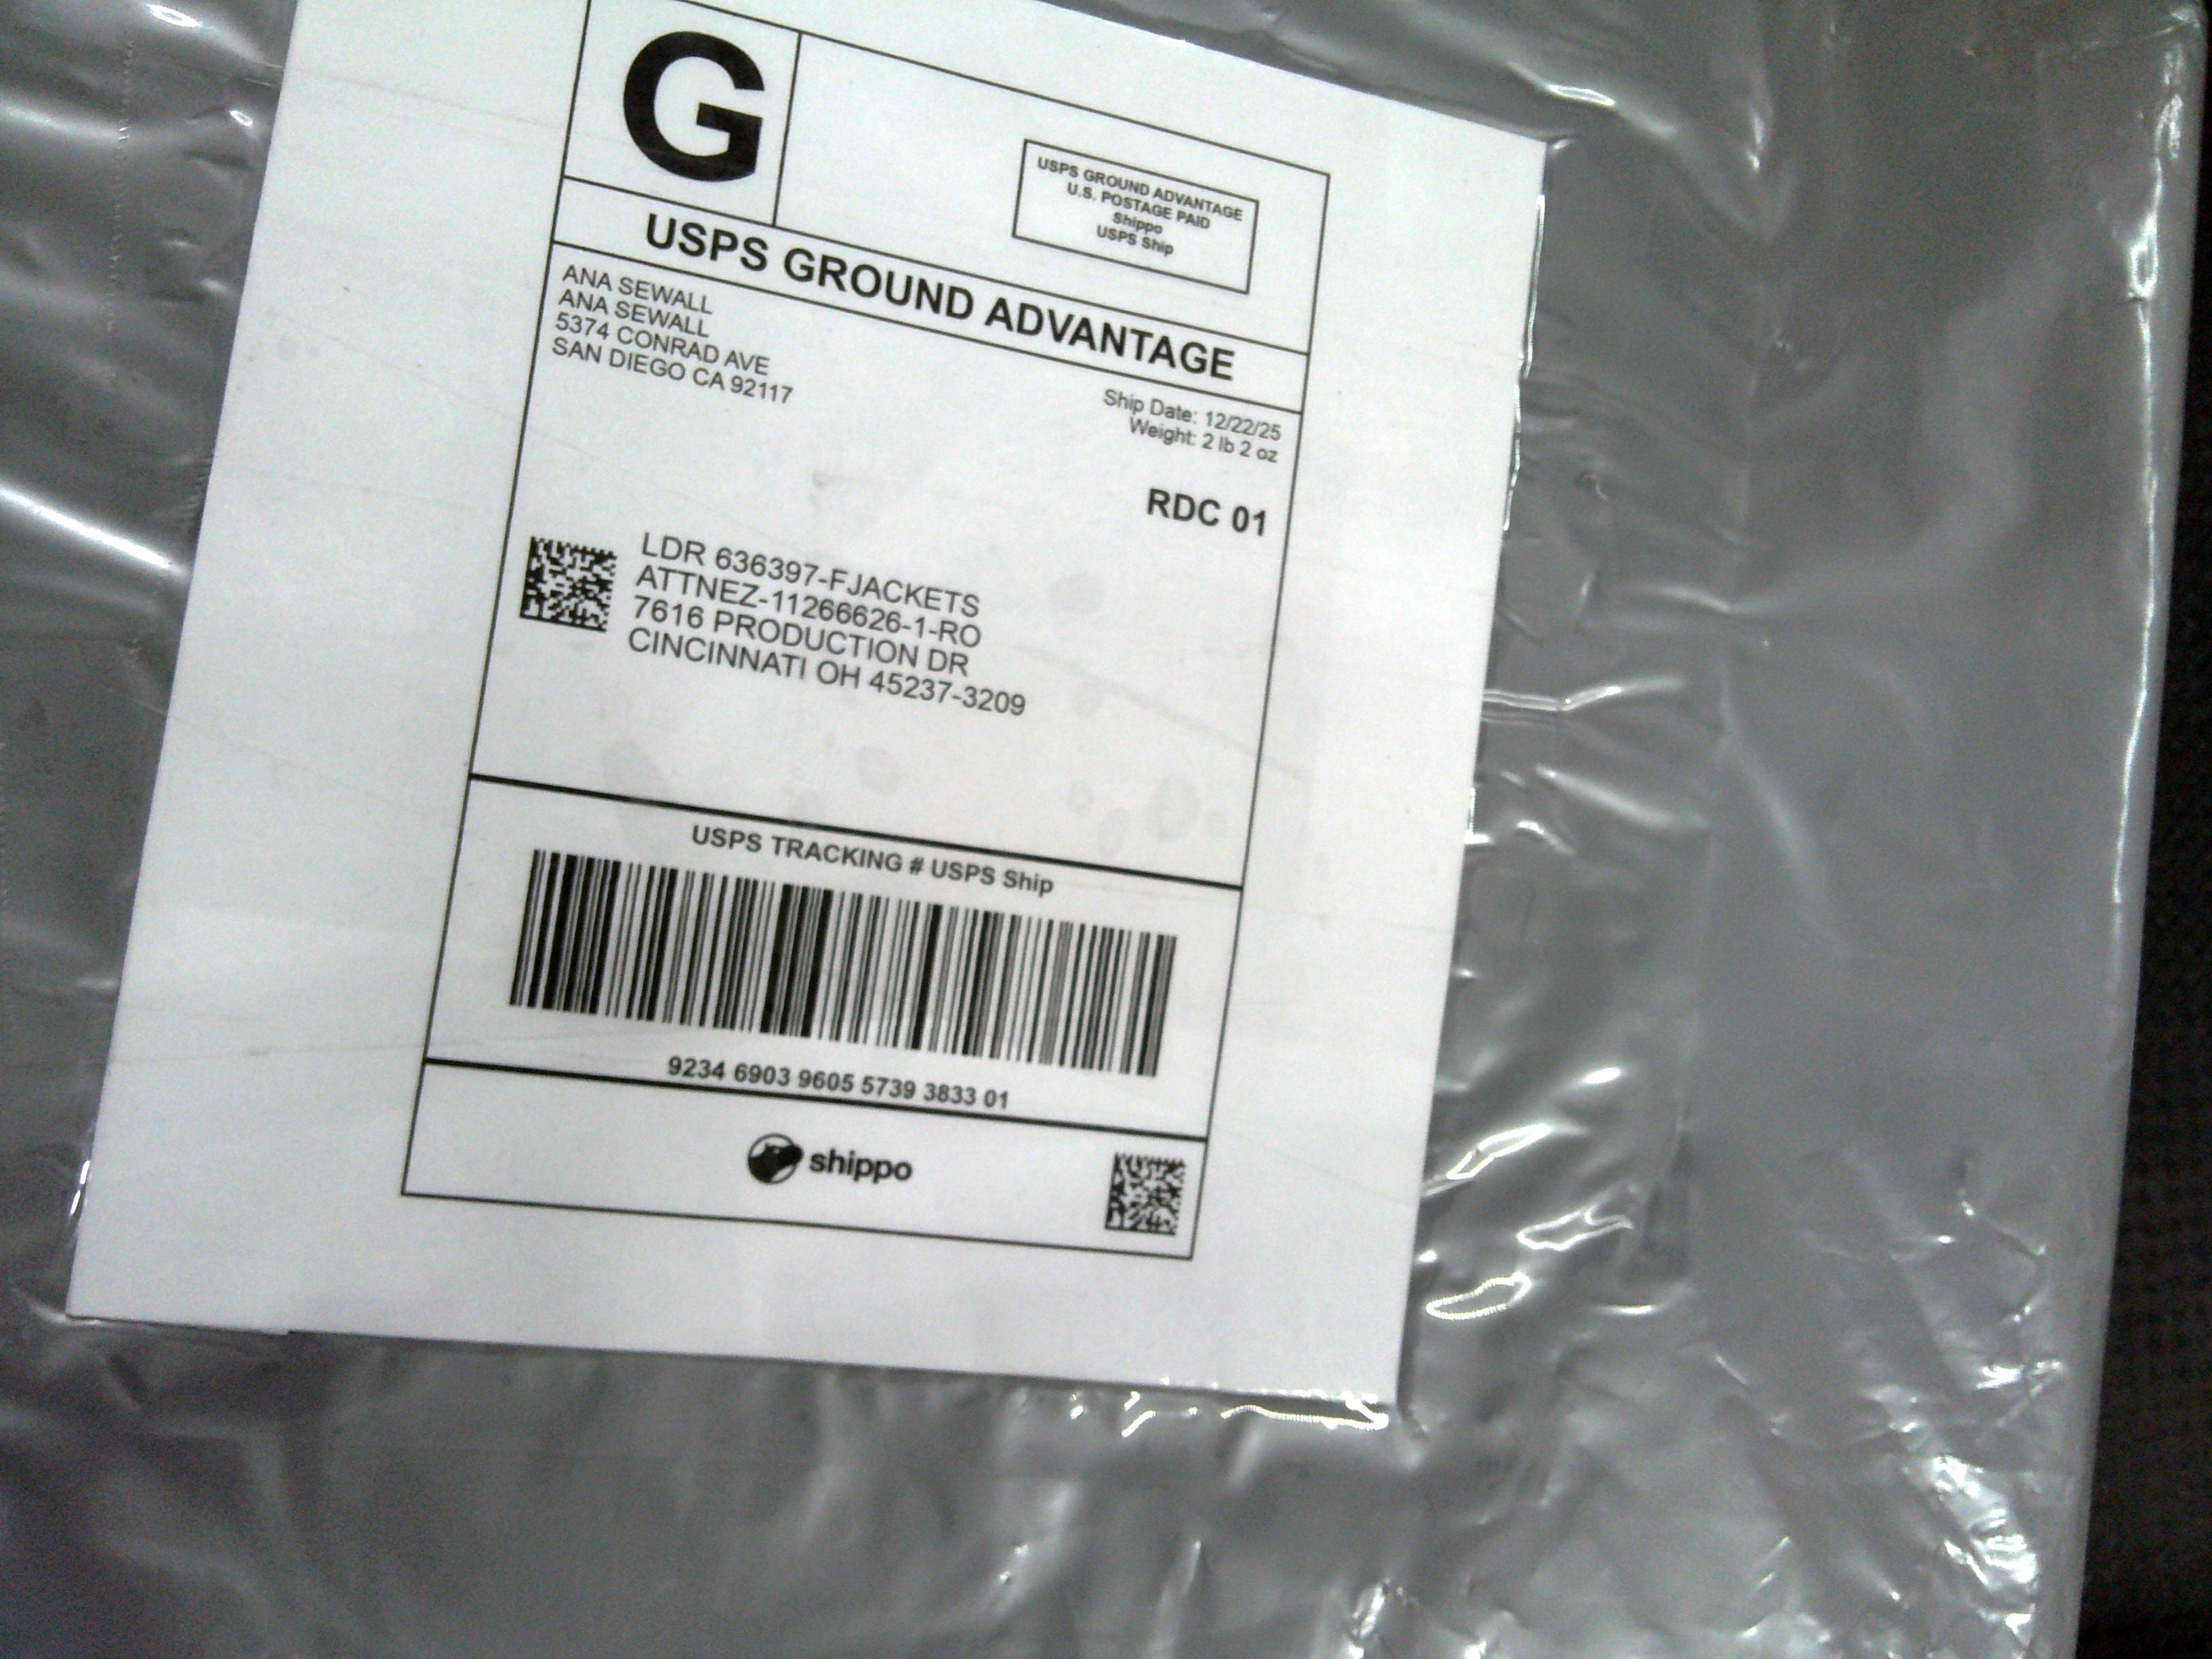 G
USPS GROUND ADVANTAGE
U.S. POSTAGE PAID
Shippo
USPS Ship
USPS GROUND ADVANTAGE
ANA SEWALL
ANA SEWALL
5374 CONRAD AVE
SAN DIEGO CA 92117
Ship Date: 12/22/25
Weight: 2 lb 2 oz
RDC 01
LDR 636397-FJACKETS
ATTNEZ-11266626-1-RO
7616 PRODUCTION DR
CINCINNATI OH 45237-3209
USPS TRACKING # USPS Ship
9234 6903 9605 5739 3833 01
shippo